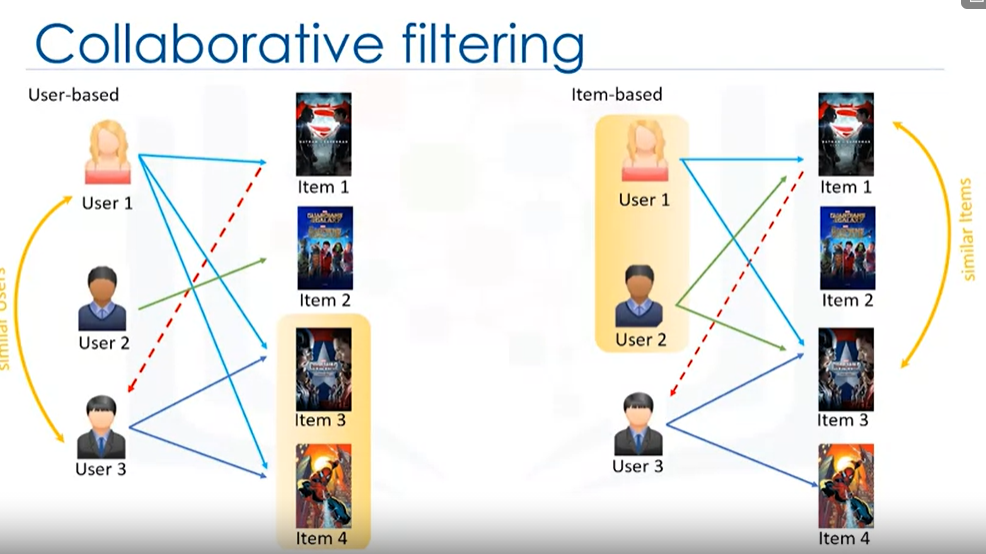 Collaborative filtering
User-based
User 1
User 2
User 3
similar Users
Item 1
Item 2
Item 3
Item 4
Item-based
User 1
User 2
User 3
Item 1
Item 2
Item 3
Item 4
similar Items